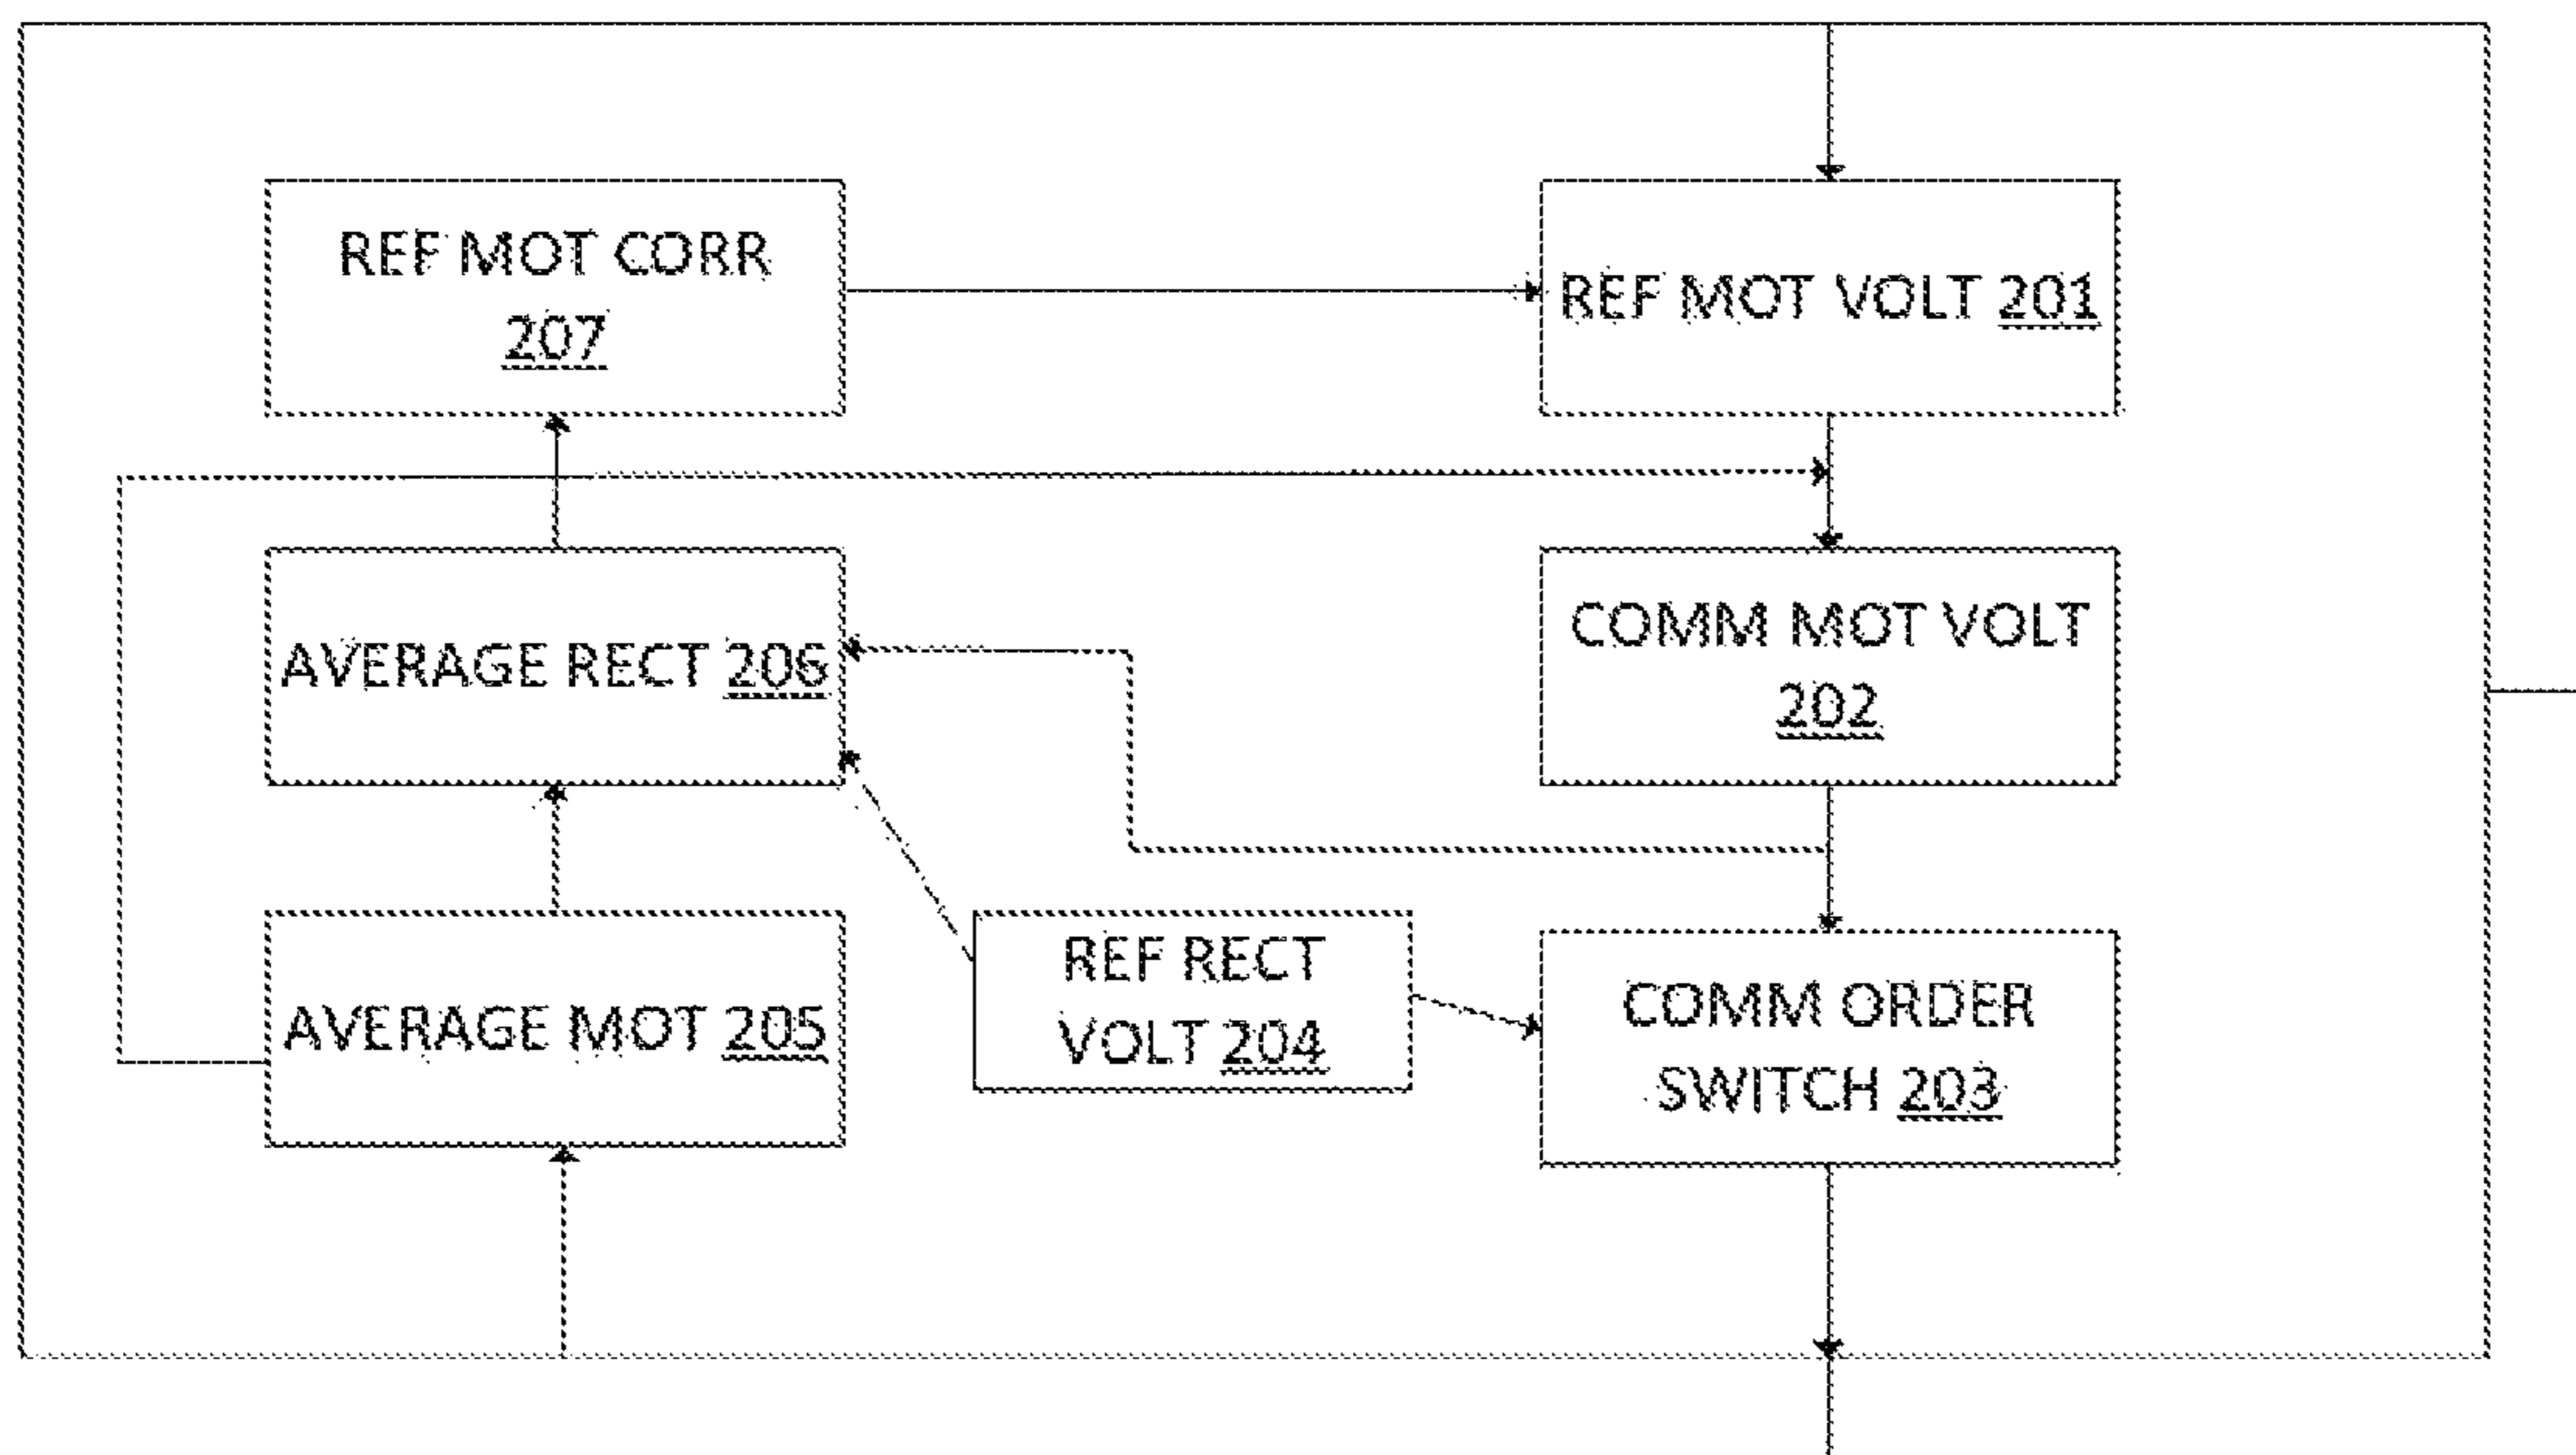 REF MOT CORR
207
REF MOT VOLT 201
AVERAGE RECT 206
COMM MOT VOLT
202
AVERAGE MOT 205
REF RECT
VOLT 204
COMM ORDER
SWITCH 203